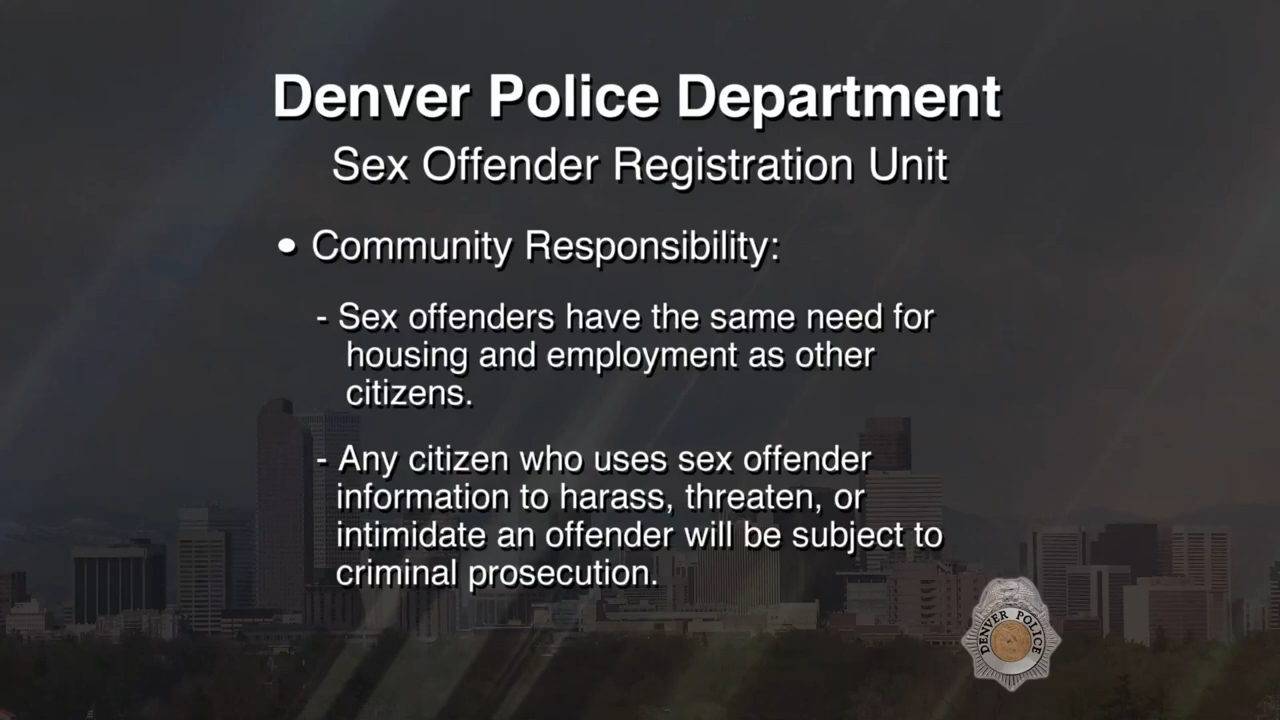 Denver Police Department
Sex Offender Registration Unit
• Community Responsibility:
- Sex offenders have the same need for
housing and employment as other
citizens.
- Any citizen who uses sex offender
information to harass, threaten, or
intimidate an offender will be subject to
criminal prosecution.
DENVER POLICE